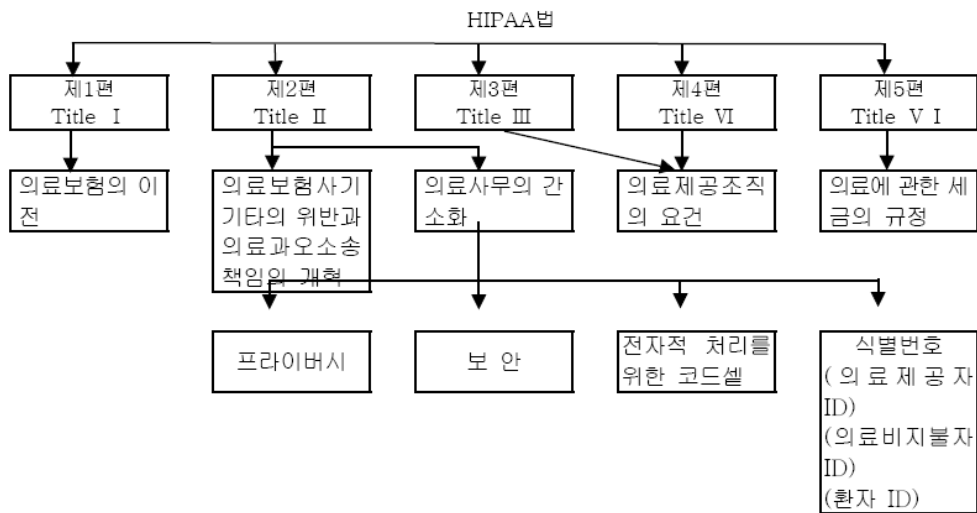 HIPAA법
제1편
Title Ⅰ
제2편
Title Ⅱ
제3편
Title Ⅲ
제4편
Title Ⅵ
제5편
Title Ⅴ Ⅰ
의료보험의 이
전
의료보험사기
기타의 위반과
의료과오소송
책임의 개혁
의료사무의 간
소화
의료제공조직
의 요건
의료에 관한 세
금의 규정
프라이버시
보 안
전자적 처리를
위한 코드셀
식별번호
(의료제공자
ID)
(의료비지불자
ID)
(환자 ID)